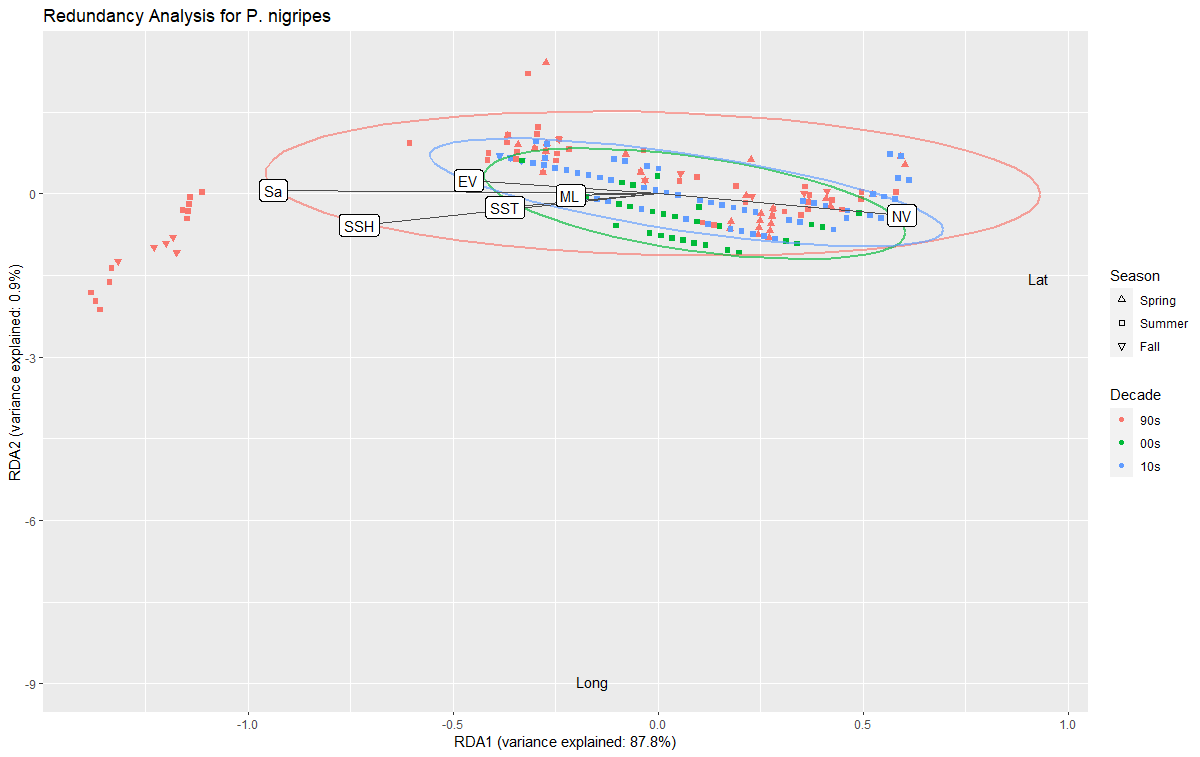 Redundancy Analysis for P. nigripes
RDA2 (variance explained: 0.9%)
0
-3
-6
-9
Sa
EV
SSH
SST
ML
NV
Lat
Long
-1.0
-0.5
0.0
0.5
1.0
RDA1 (variance explained: 87.8%)
Season
Spring
Summer
Fall
Decade
90s
00s
10s